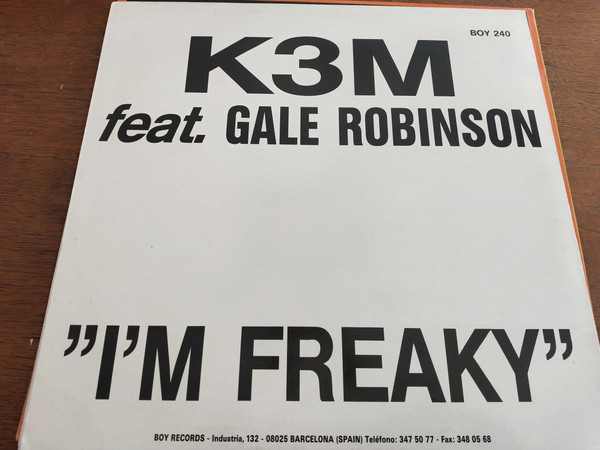 BOY 240
K3M
feat. GALE ROBINSON
"I'M FREAKY"
BOY RECORDS - Industria, 132 - 08025 BARCELONA (SPAIN) Teléfono: 347 50 77 - Fax: 348 05 68